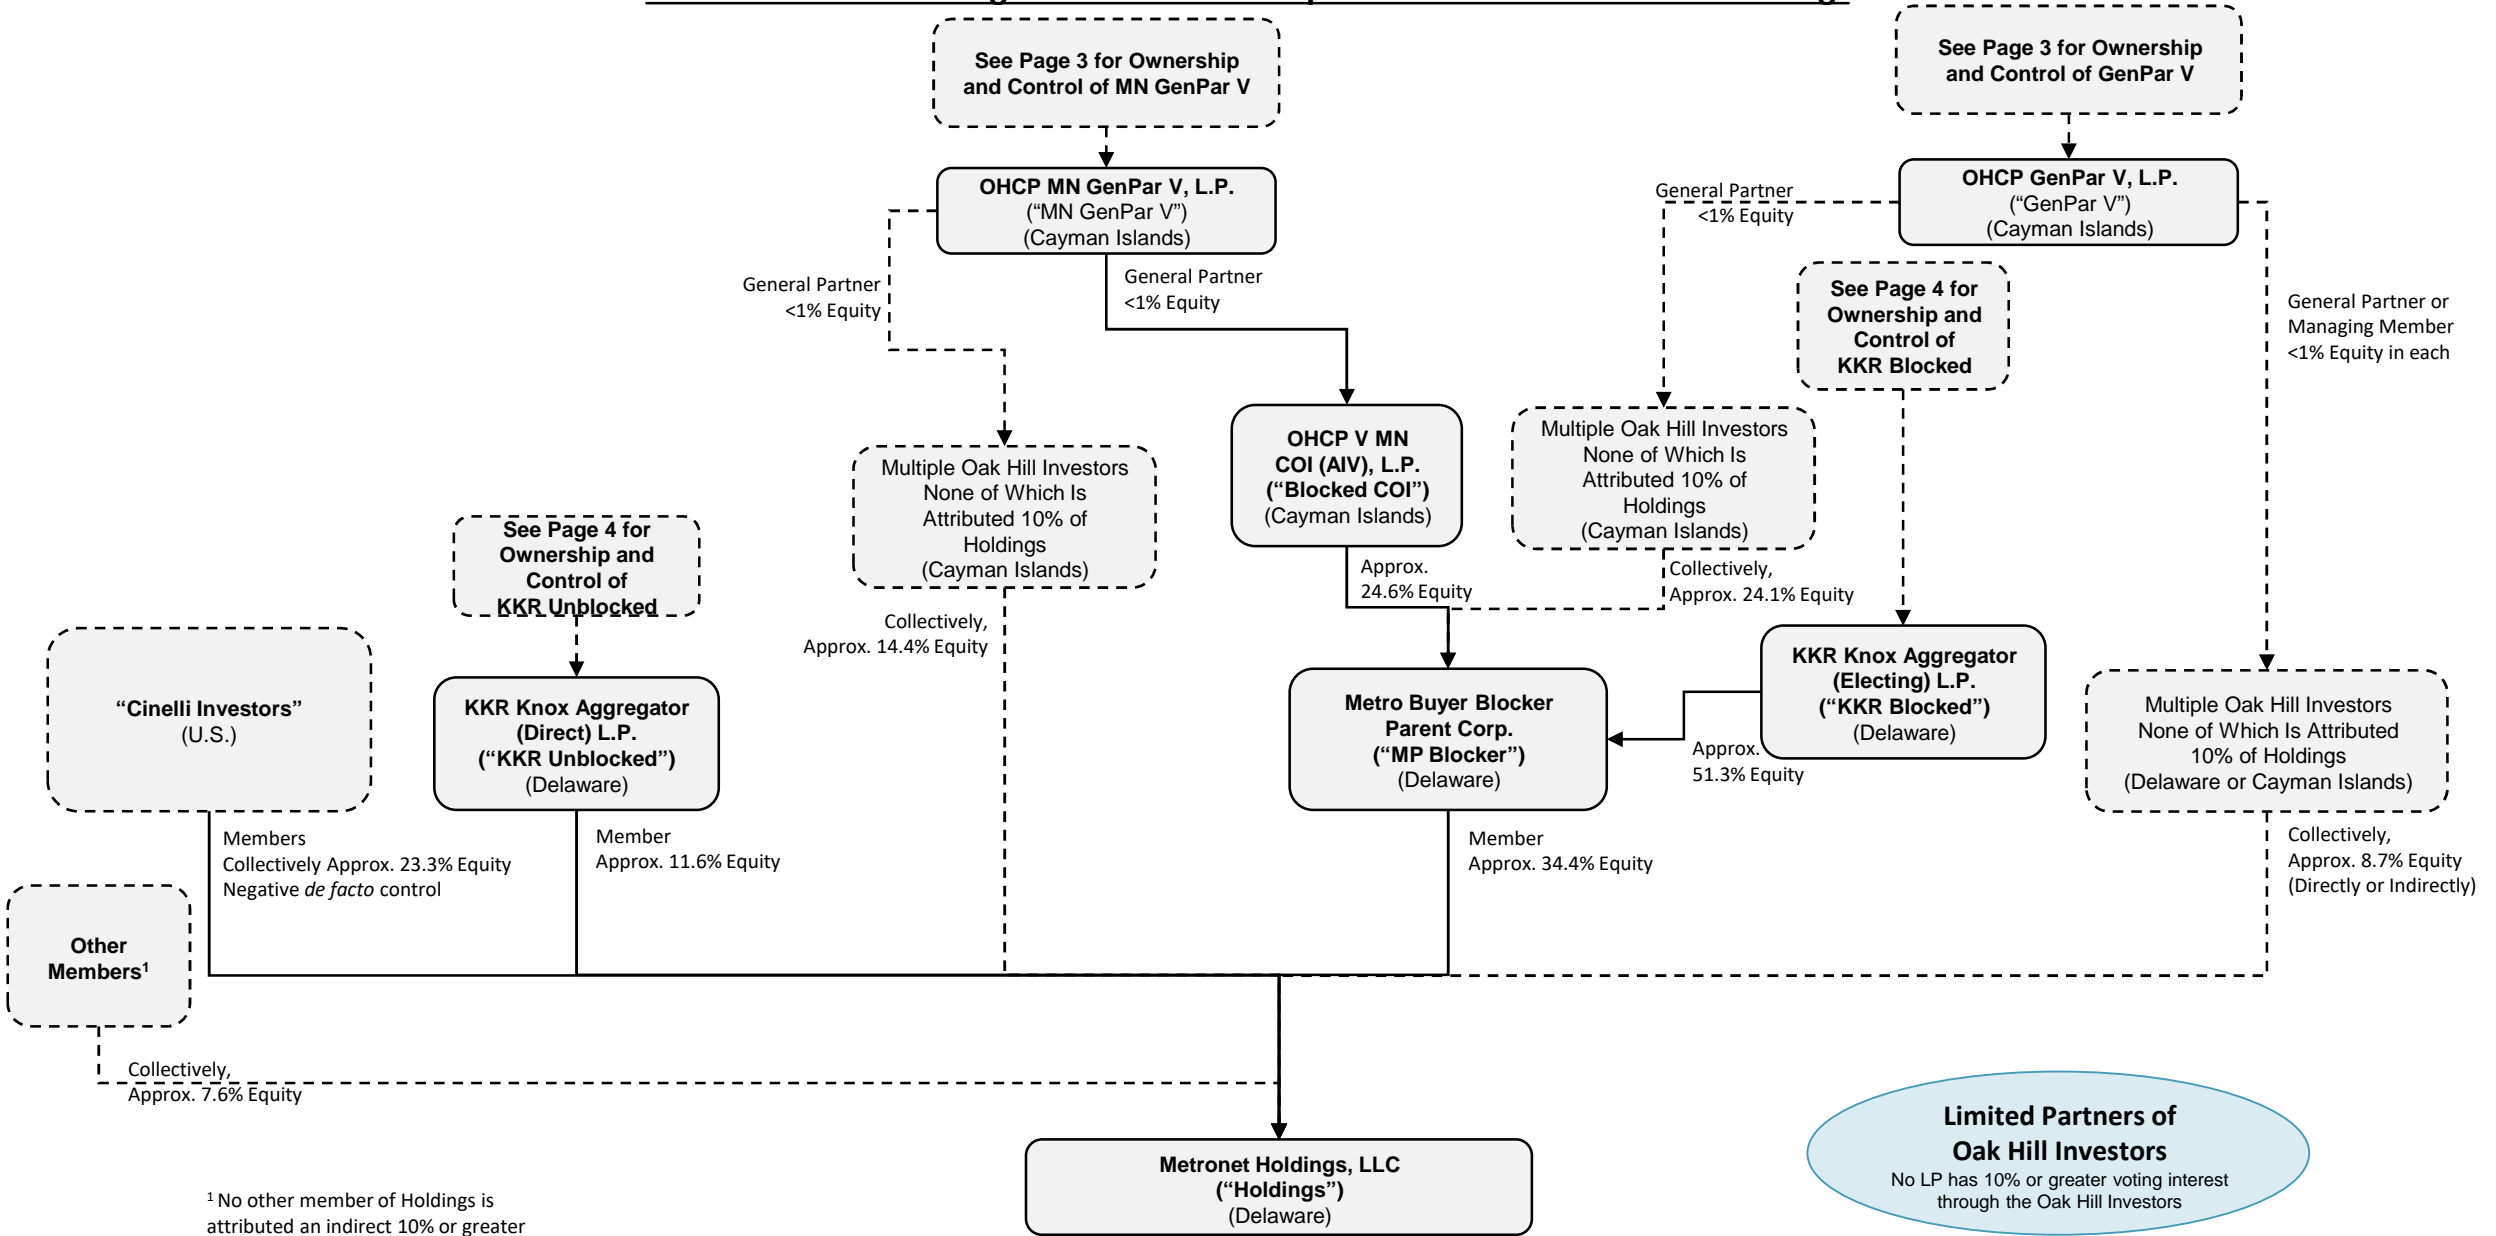 See Page 3 for Ownership
and Control of MN GenPar V
See Page 3 for Ownership
and Control of GenPar V
OHCP MN GenPar V, L.P.
(“MN GenPar V”)
(Cayman Islands)
General Partner
<1% Equity
OHCP GenPar V, L.P.
(“GenPar V”)
(Cayman Islands)
General Partner
<1% Equity
General Partner
<1% Equity
See Page 4 for
Ownership and
Control of
KKR Blocked
General Partner or
Managing Member
<1% Equity in each
Multiple Oak Hill Investors
None of Which Is
Attributed 10% of
Holdings
(Cayman Islands)
OHCP V MN
COI (AIV), L.P.
(“Blocked COI”)
(Cayman Islands)
Multiple Oak Hill Investors
None of Which Is
Attributed 10% of
Holdings
(Cayman Islands)
See Page 4 for
Ownership and
Control of
KKR Unblocked
Collectively,
Approx. 14.4% Equity
Approx.
24.6% Equity
Collectively,
Approx. 24.1% Equity
“Cinelli Investors”
(U.S.)
KKR Knox Aggregator
(Direct) L.P.
(“KKR Unblocked”)
(Delaware)
Metro Buyer Blocker
Parent Corp.
(“MP Blocker”)
(Delaware)
Approx.
51.3% Equity
KKR Knox Aggregator
(Electing) L.P.
(“KKR Blocked”)
(Delaware)
Multiple Oak Hill Investors
None of Which Is Attributed
10% of Holdings
(Delaware or Cayman Islands)
Members
Collectively Approx. 23.3% Equity
Negative de facto control
Member
Approx. 11.6% Equity
Member
Approx. 34.4% Equity
Collectively,
Approx. 8.7% Equity
(Directly or Indirectly)
Other
Members¹
Collectively,
Approx. 7.6% Equity
Metronet Holdings, LLC
(“Holdings”)
(Delaware)
Limited Partners of
Oak Hill Investors
No LP has 10% or greater voting interest
through the Oak Hill Investors
¹ No other member of Holdings is
attributed an indirect 10% or greater